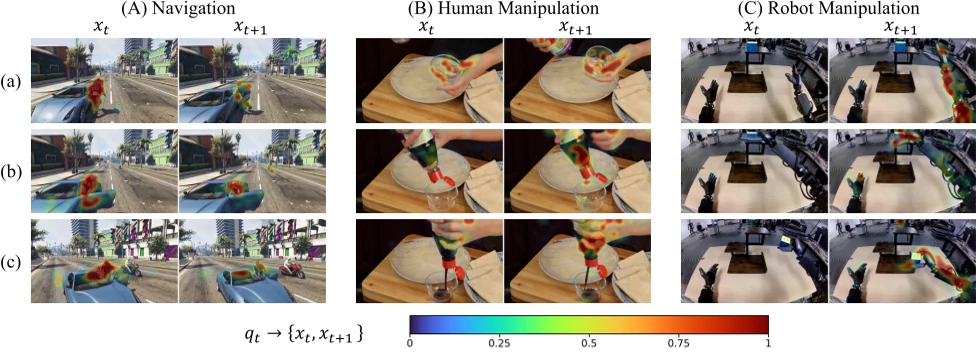 (A) Navigation (B) Human Manipulation (C) Robot Manipulation
x_t x_{t+1} x_t x_{t+1} x_t x_{t+1}
(a)
(b)
(c)
q_t → {x_t, x_{t+1}}
0 0.25 0.5 0.75 1